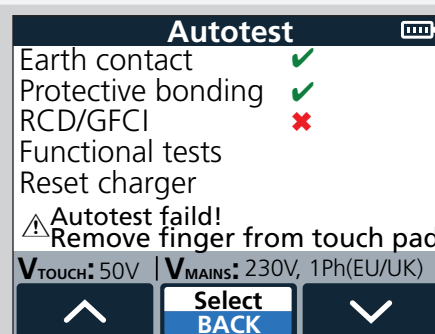 Autotest
Earth contact ✔
Protective bonding ✔
RCD/GFCI ✖
Functional tests
Reset charger
⚠ Autotest faild!
Remove finger from touch pad
VTOUCH: 50V | VMAINS: 230V, 1Ph(EU/UK)
Select
BACK